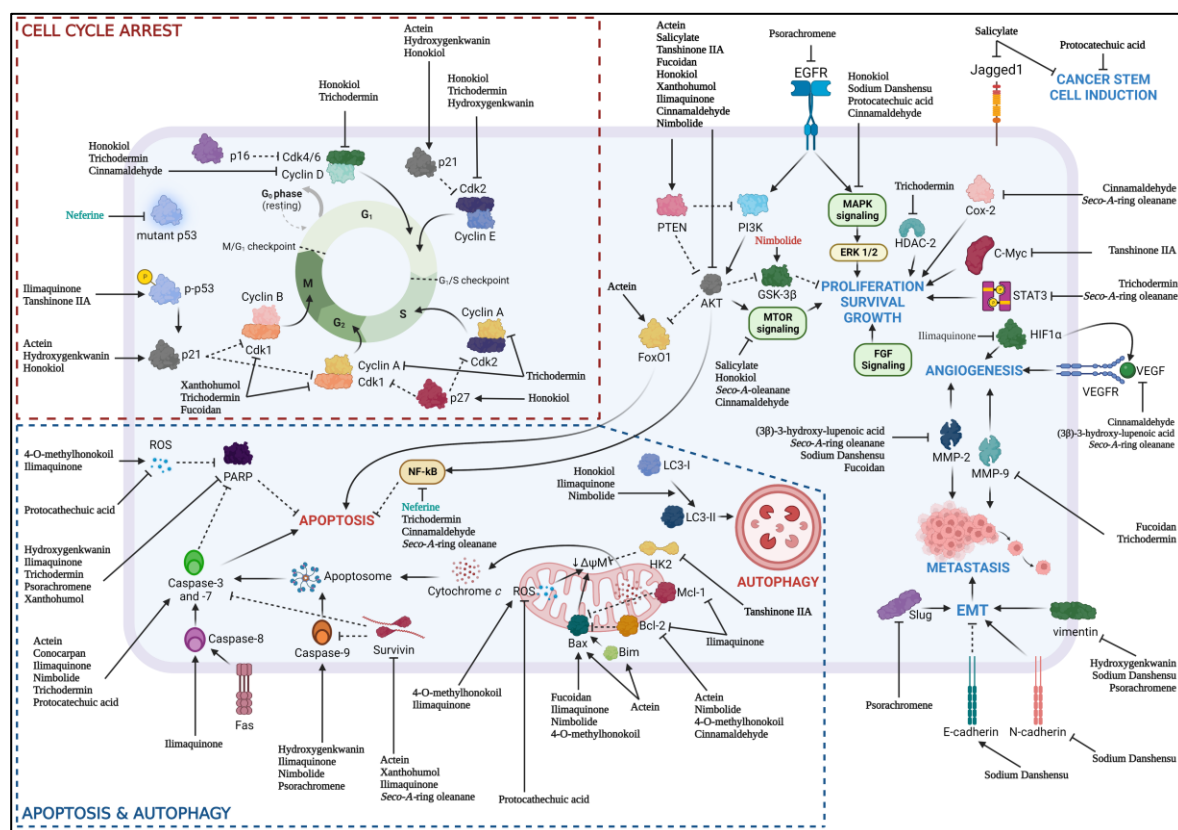 CELL CYCLE ARREST
Honokiol
Trichodermin
Actein
Hydroxygenkwanin
Honokiol
Honokiol
Trichodermin
Hydroxygenkwanin
Honokiol
Trichodermin
Cinnamaldehyde
p16
Cdk4/6
Cyclin D
p21
Cdk2
Cyclin E
G₀ phase
(resting)
G₁
Neferine
mutant p53
M/G₁ checkpoint
G₁/S checkpoint
P
p-p53
Ilimaquinone
Tanshinone IIA
M
S
G₂
Cyclin B
Cdk1
Cyclin A
Cdk2
Actein
Hydroxygenkwanin
Honokiol
p21
Cyclin A
Cdk1
p27
Trichodermin
Honokiol
Xanthohumol
Trichodermin
Fucoidan
Actein
Salicylate
Tanshinone IIA
Fucoidan
Honokiol
Xanthohumol
Ilimaquinone
Cinnamaldehyde
Nimbolide
Psorachromene
EGFR
Honokiol
Sodium Danshensu
Protocatechuic acid
Cinnamaldehyde
Salicylate
Jagged1
Protocatechuic acid
CANCER STEM
CELL INDUCTION
PTEN
PI3K
MAPK
signaling
ERK 1/2
Trichodermin
HDAC-2
Cox-2
Cinnamaldehyde
Seco-A-ring oleanane
C-Myc
Tanshinone IIA
Nimbolide
GSK-3β
AKT
Actein
FoxO1
MTOR
signaling
PROLIFERATION
SURVIVAL
GROWTH
P
P
STAT3
Trichodermin
Seco-A-ring oleanane
Ilimaquinone
HIF1α
FGF
Signaling
ANGIOGENESIS
VEGF
VEGFR
Salicylate
Honokiol
Seco-A-oleanane
Cinnamaldehyde
Cinnamaldehyde
(3β)-3-hydroxy-lupenoic acid
Seco-A-ring oleanane
(3β)-3-hydroxy-lupenoic acid
Seco-A-ring oleanane
Sodium Danshensu
Fucoidan
MMP-2
MMP-9
Fucoidan
Trichodermin
METASTASIS
EMT
Slug
vimentin
Hydroxygenkwanin
Sodium Danshensu
Psorachromene
Psorachromene
E-cadherin
N-cadherin
Sodium Danshensu
Sodium Danshensu
4-O-methylhonokoil
Ilimaquinone
ROS
PARP
Protocathechuic acid
APOPTOSIS
NF-kB
Neferine
Trichodermin
Cinnamaldehyde
Seco-A-ring oleanane
Honokiol
Ilimaquinone
Nimbolide
LC3-I
LC3-II
AUTOPHAGY
Hydroxygenkwanin
Ilimaquinone
Trichodermin
Psorachromene
Xanthohumol
Caspase-3
and -7
Apoptosome
Cytochrome c
ROS
↓ΔψM
HK2
Mcl-1
Tanshinone IIA
Bcl-2
Bax
Bim
Ilimaquinone
Caspase-8
Caspase-9
Survivin
Fas
Actein
Conocarpan
Ilimaquinone
Nimbolide
Trichodermin
Protocatechuic acid
Ilimaquinone
Hydroxygenkwanin
Ilimaquinone
Nimbolide
Psorachromene
Actein
Xanthohumol
Ilimaquinone
Seco-A-ring oleanane
4-O-methylhonokoil
Ilimaquinone
Protocathechuic acid
Fucoidan
Ilimaquinone
Nimbolide
4-O-methylhonokoil
Actein
Actein
Nimbolide
4-O-methylhonokoil
Cinnamaldehyde
APOPTOSIS & AUTOPHAGY